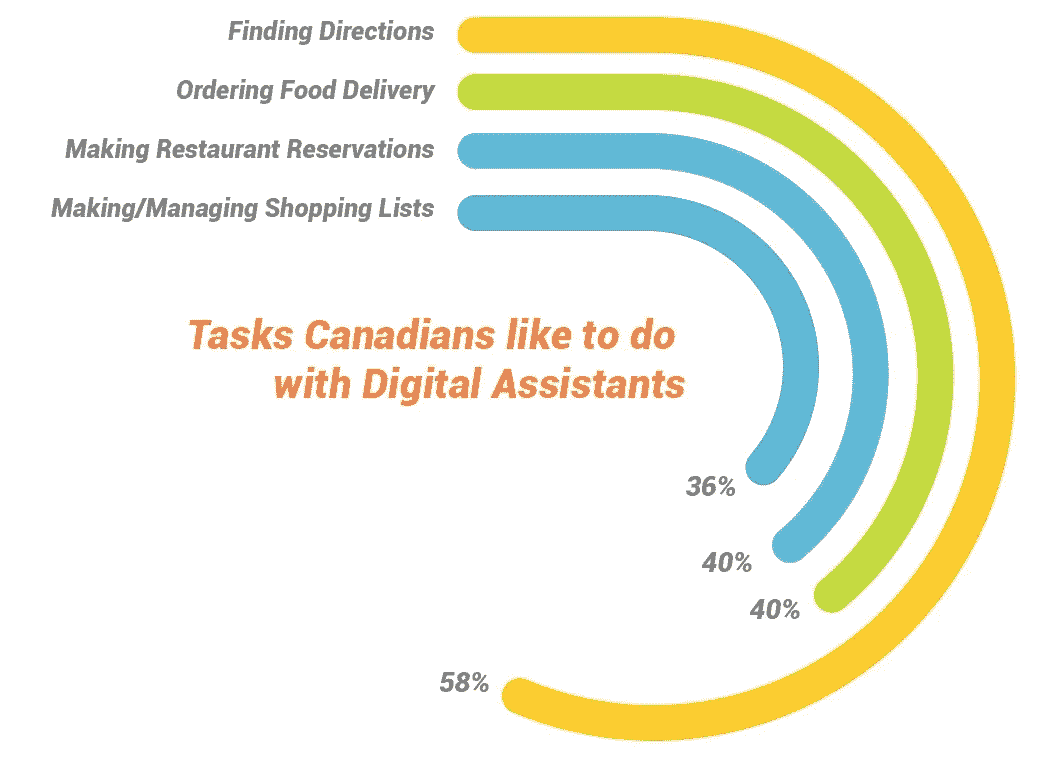 Finding Directions
Ordering Food Delivery
Making Restaurant Reservations
Making/Managing Shopping Lists
Tasks Canadians like to do
with Digital Assistants
36%
40%
40%
58%